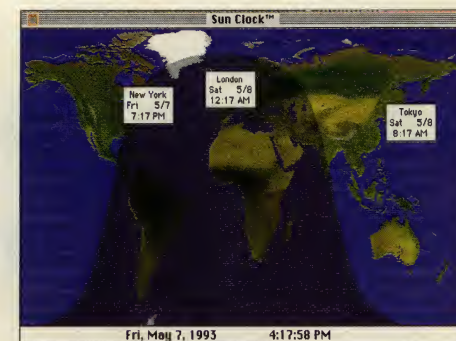 Sun Clock™
New York
Fri 5/7
7:17 PM
London
Sat 5/8
12:17 AM
Tokyo
Sat 5/8
8:17 AM
Fri, May 7, 1993 4:17:58 PM